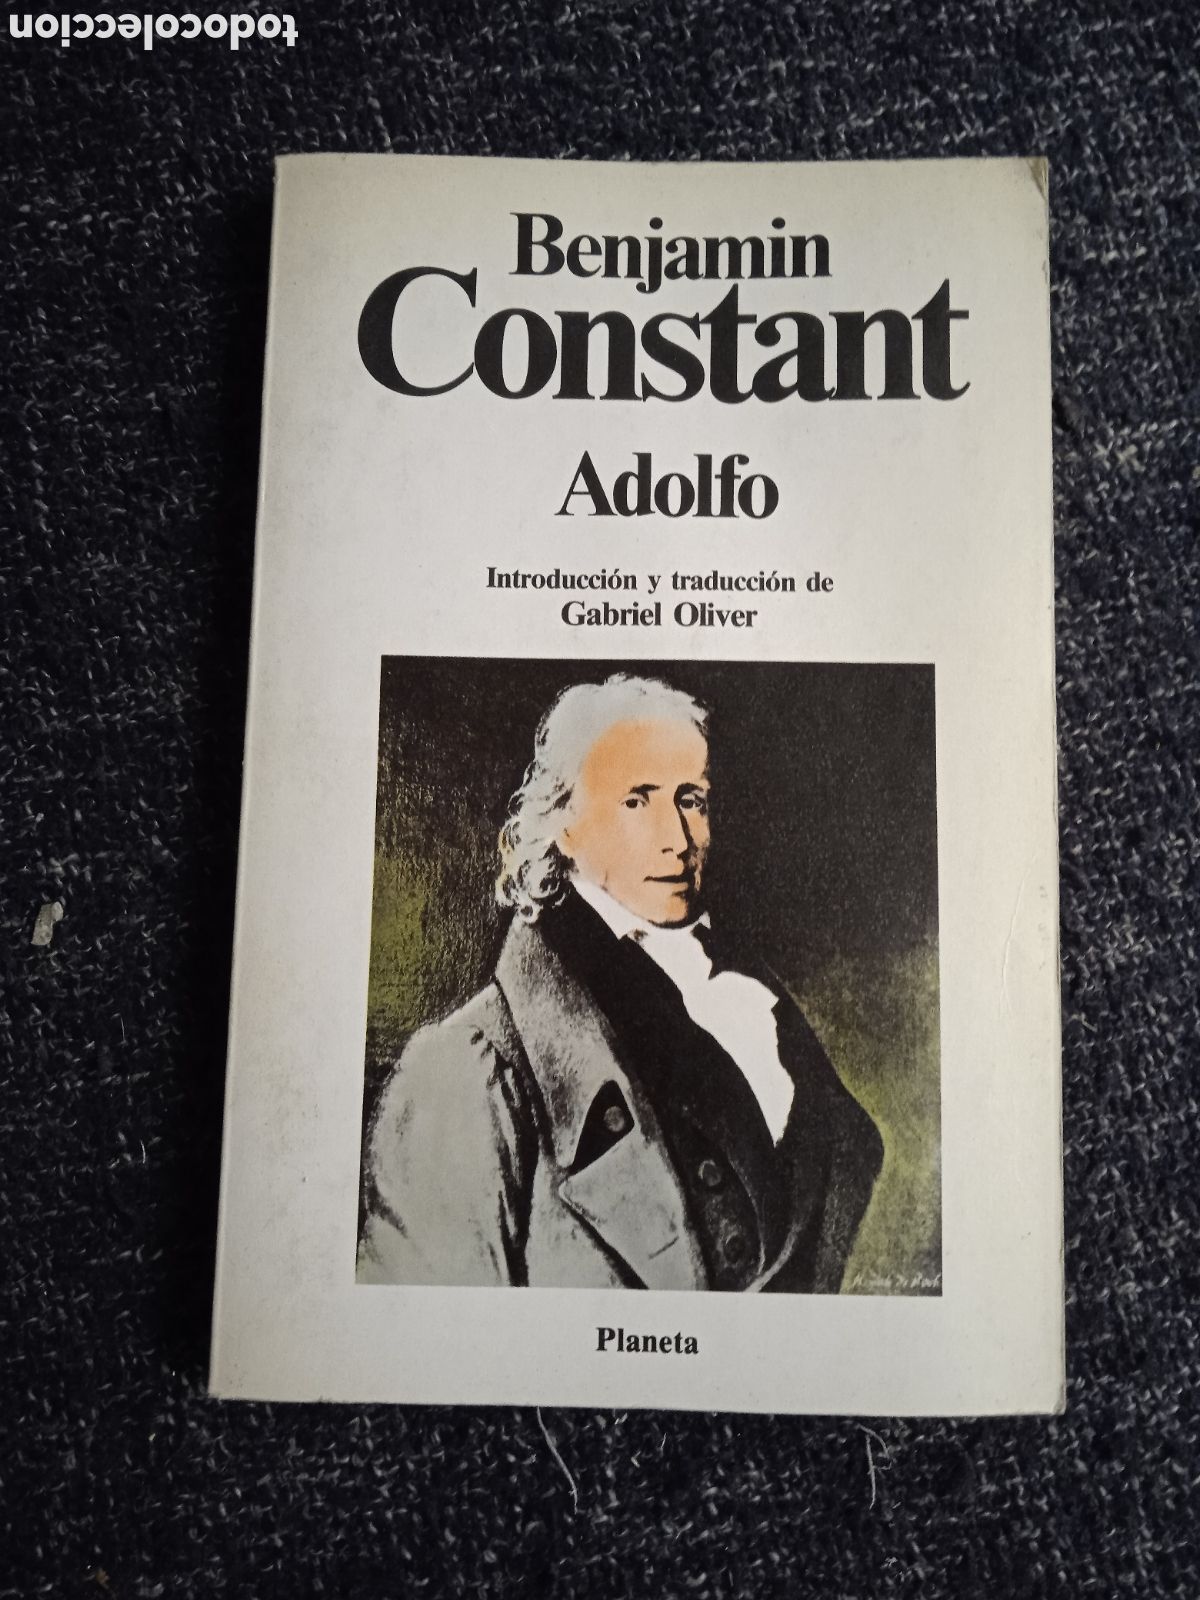 todocoleccion
Benjamin
Constant
Adolfo
Introducción y traducción de
Gabriel Oliver
Planeta